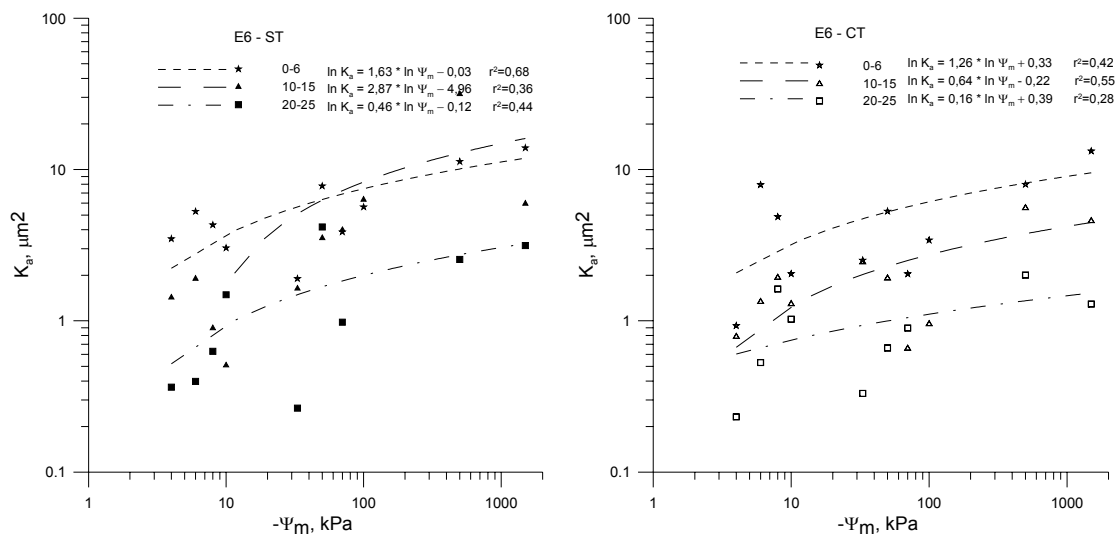 E6 - ST
0-6 ln Ka = 1,63 * ln Ψm – 0,03 r²=0,68
10-15 ln Ka = 2,87 * ln Ψm – 4,96 r²=0,36
20-25 ln Ka = 0,46 * ln Ψm – 0,12 r²=0,44
100
10
1
0.1
Ka, μm2
1 10 100 1000
-Ψm, kPa
E6 - CT
0-6 ln Ka = 1,26 * ln Ψm + 0,33 r²=0,42
10-15 ln Ka = 0,64 * ln Ψm - 0,22 r²=0,55
20-25 ln Ka = 0,16 * ln Ψm + 0,39 r²=0,28
100
10
1
0.1
Ka, μm2
1 10 100 1000
-Ψm, kPa